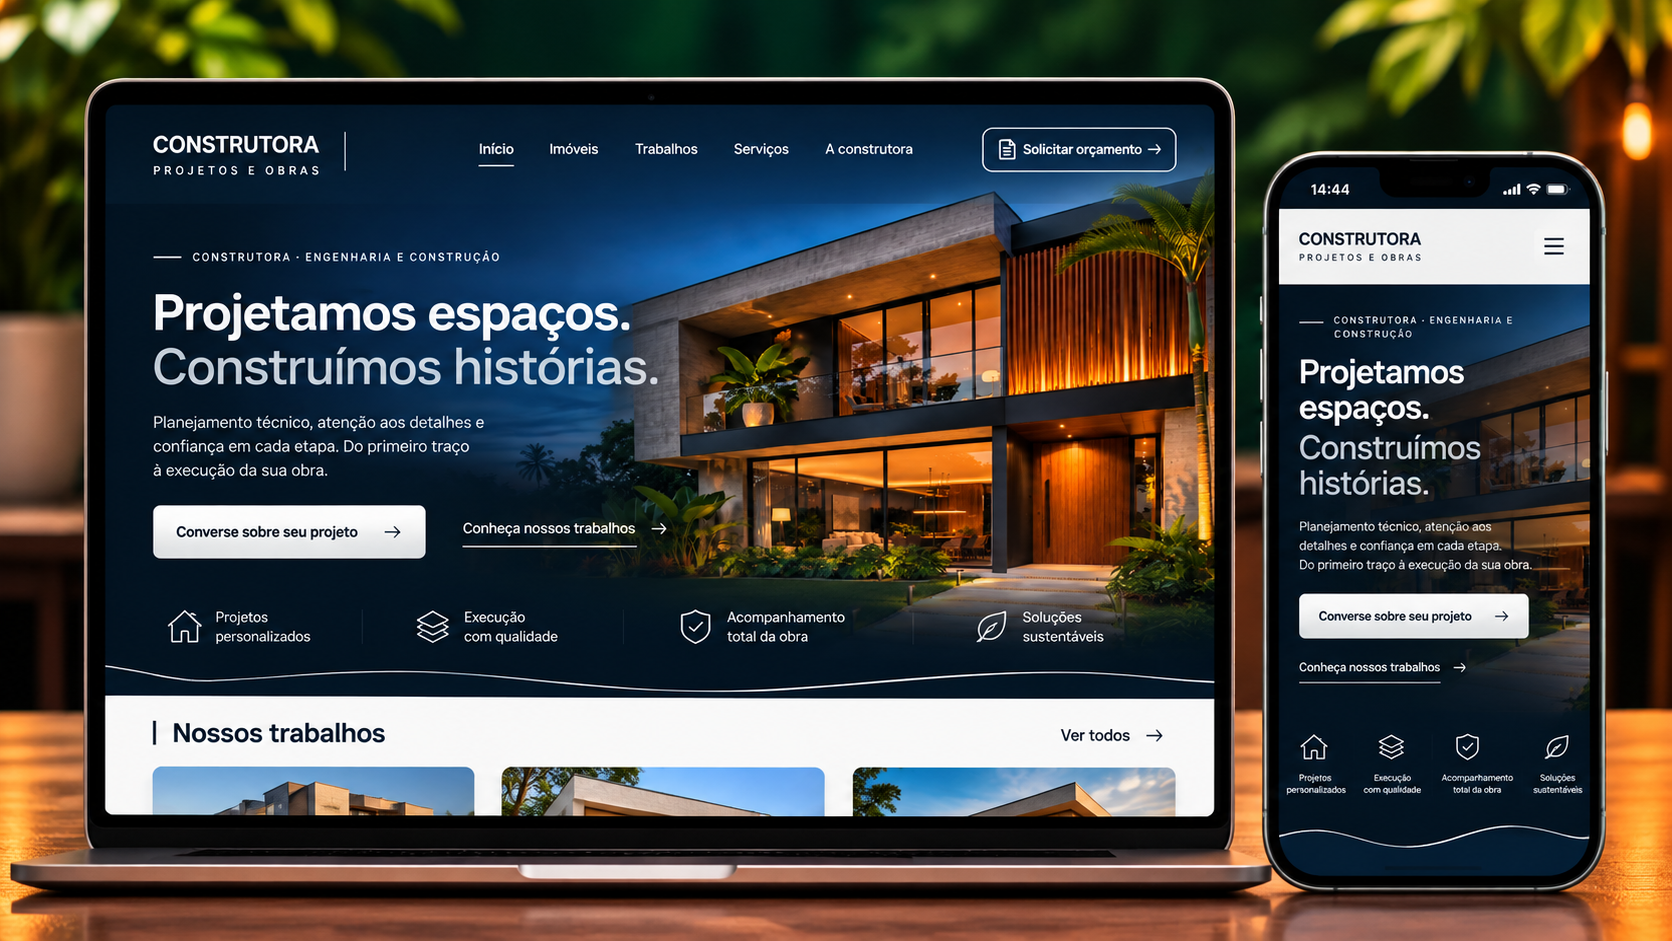 CONSTRUTORA
PROJETOS E OBRAS
Início
Imóveis
Trabalhos
Serviços
A construtora
Solicitar orçamento →
CONSTRUTORA · ENGENHARIA E CONSTRUÇÃO
Projetamos espaços.
Construímos histórias.
Planejamento técnico, atenção aos detalhes e
confiança em cada etapa. Do primeiro traço
à execução da sua obra.
Converse sobre seu projeto →
Conheça nossos trabalhos →
Projetos
personalizados
Execução
com qualidade
Acompanhamento
total da obra
Soluções
sustentáveis
Nossos trabalhos
Ver todos →
14:44
CONSTRUTORA
PROJETOS E OBRAS
CONSTRUTORA · ENGENHARIA E
CONSTRUÇÃO
Projetamos
espaços.
Construímos
histórias.
Planejamento técnico, atenção aos
detalhes e confiança em cada etapa.
Do primeiro traço à execução da sua obra.
Converse sobre seu projeto →
Conheça nossos trabalhos →
Projetos
personalizados
Execução
com qualidade
Acompanhamento
total da obra
Soluções
sustentáveis